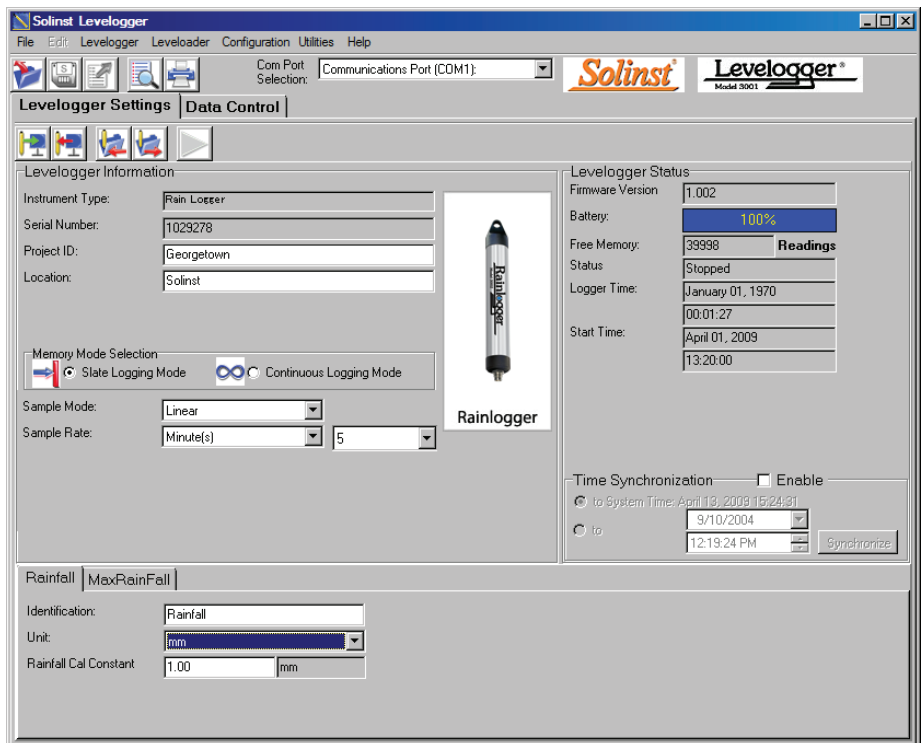 Solinst Levelogger
File Edit Levelogger Leveloader Configuration Utilities Help
Com Port Selection: Communications Port (COM1):
Solinst
Levelogger®
Model 3001
Levelogger Settings Data Control
Levelogger Information
Instrument Type: Rain Logger
Serial Number: 1029278
Project ID: Georgetown
Location: Solinst
Rainlogger
Rainlogger
Memory Mode Selection
Slate Logging Mode Continuous Logging Mode
Sample Mode: Linear
Sample Rate: Minute(s) 5
Levelogger Status
Firmware Version 1.002
Battery: 100%
Free Memory: 39998 Readings
Status Stopped
Logger Time: January 01, 1970
00:01:27
Start Time: April 01, 2009
13:20:00
Time Synchronization Enable
to System Time: April 13, 2009 15:24:31
to 9/10/2004
12:19:24 PM Synchronize
Rainfall MaxRainFall
Identification: Rainfall
Unit: mm
Rainfall Cal Constant 1.00 mm